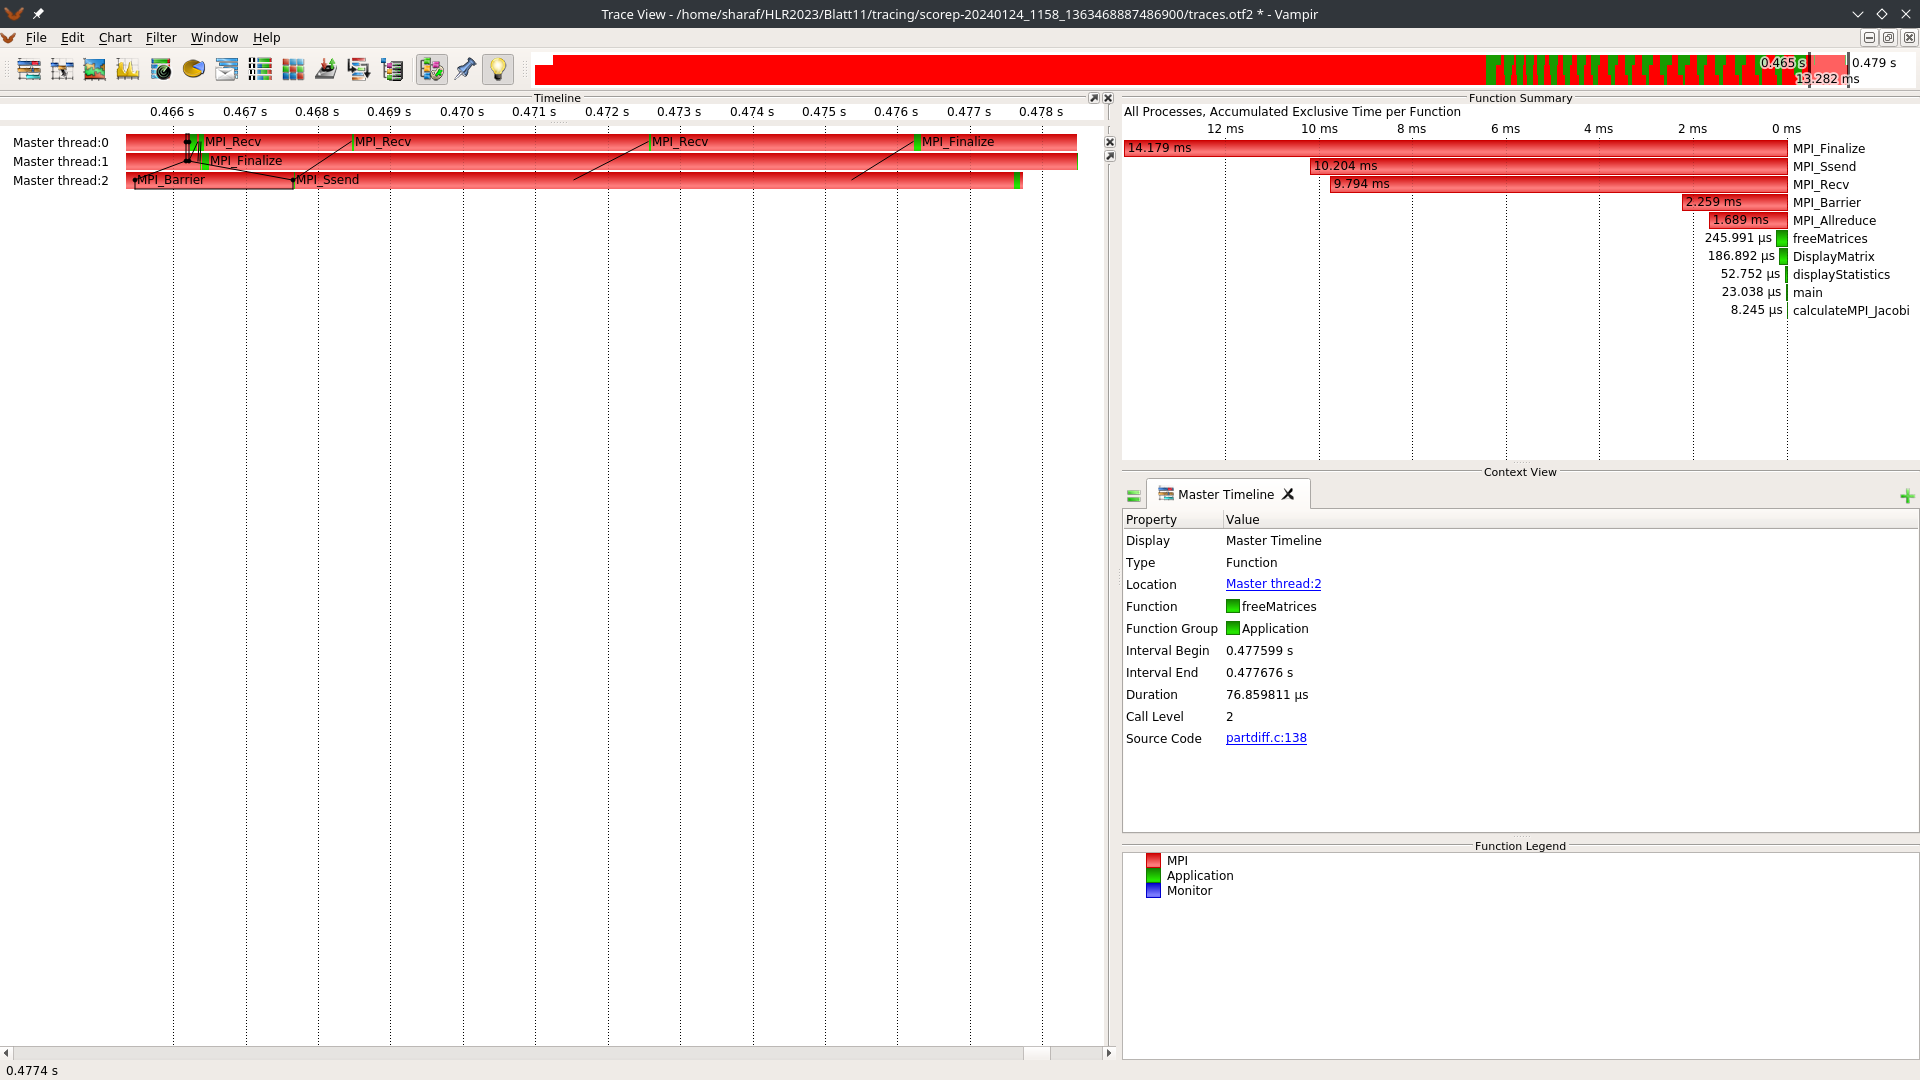 Trace View - /home/sharaf/HLR2023/Blatt11/tracing/scorep-20240124_1158_1363468887486900/traces.otf2 * - Vampir
File Edit Chart Filter Window Help
0.465 s 0.479 s
13.282 ms
Timeline
0.466 s 0.467 s 0.468 s 0.469 s 0.470 s 0.471 s 0.472 s 0.473 s 0.474 s 0.475 s 0.476 s 0.477 s 0.478 s
Master thread:0 MPI_Recv MPI_Recv MPI_Recv MPI_Finalize
Master thread:1 MPI_Finalize
Master thread:2 MPI_Barrier MPI_Ssend
Function Summary
All Processes, Accumulated Exclusive Time per Function
12 ms 10 ms 8 ms 6 ms 4 ms 2 ms 0 ms
14.179 ms MPI_Finalize
10.204 ms MPI_Ssend
9.794 ms MPI_Recv
2.259 ms MPI_Barrier
1.689 ms MPI_Allreduce
245.991 µs freeMatrices
186.892 µs DisplayMatrix
52.752 µs displayStatistics
23.038 µs main
8.245 µs calculateMPI_Jacobi
Context View
Master Timeline
Property Value
Display Master Timeline
Type Function
Location Master thread:2
Function freeMatrices
Function Group Application
Interval Begin 0.477599 s
Interval End 0.477676 s
Duration 76.859811 µs
Call Level 2
Source Code partdiff.c:138
Function Legend
MPI
Application
Monitor
0.4774 s